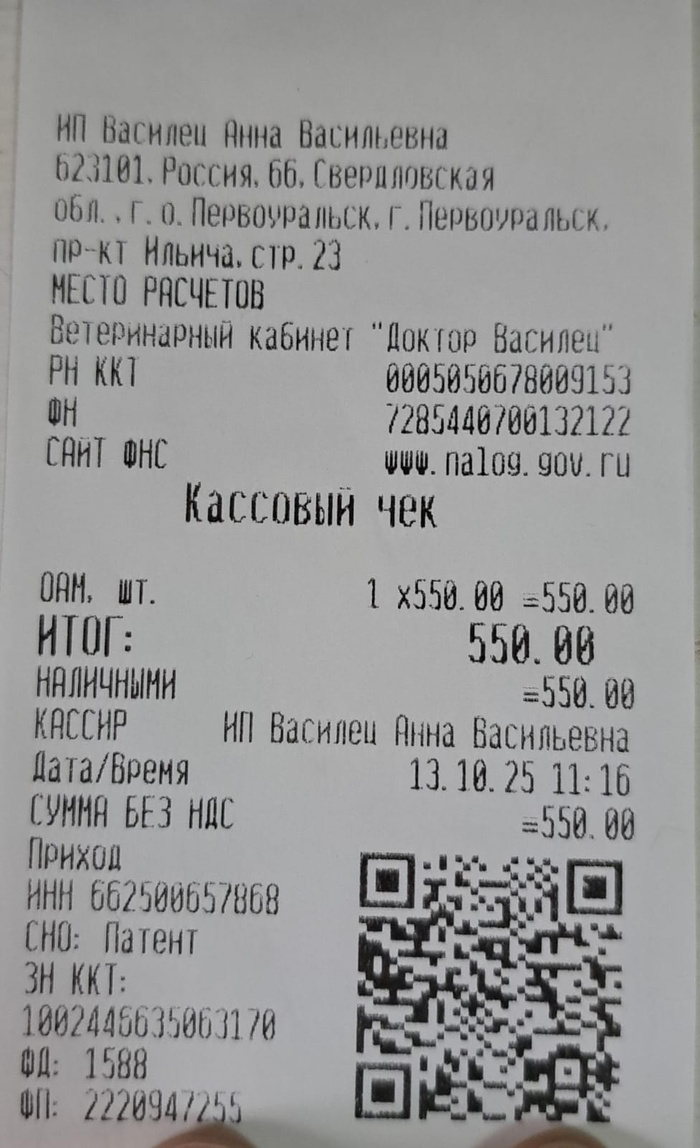 ИП Василец Анна Васильевна
623101, Россия, 66, Свердловская
обл. , г. о. Первоуральск, г. Первоуральск,
пр-кт Ильича, стр. 23
МЕСТО РАСЧЕТОВ
Ветеринарный кабинет "Доктор Василец"
РН ККТ 0005050678009153
ФН 7285440700132122
САЙТ ФНС www.nalog.gov.ru
Кассовый чек
ОАМ, шт. 1 x550.00 =550.00
ИТОГ: 550.00
НАЛИЧНЫМИ =550.00
КАССИР ИП Василец Анна Васильевна
Дата/Время 13.10.25 11:16
СУММА БЕЗ НДС =550.00
Приход
ИНН 662500657868
СНО: Патент
ЗН ККТ:
1002446635063170
ФД: 1588
ФП: 2220947255